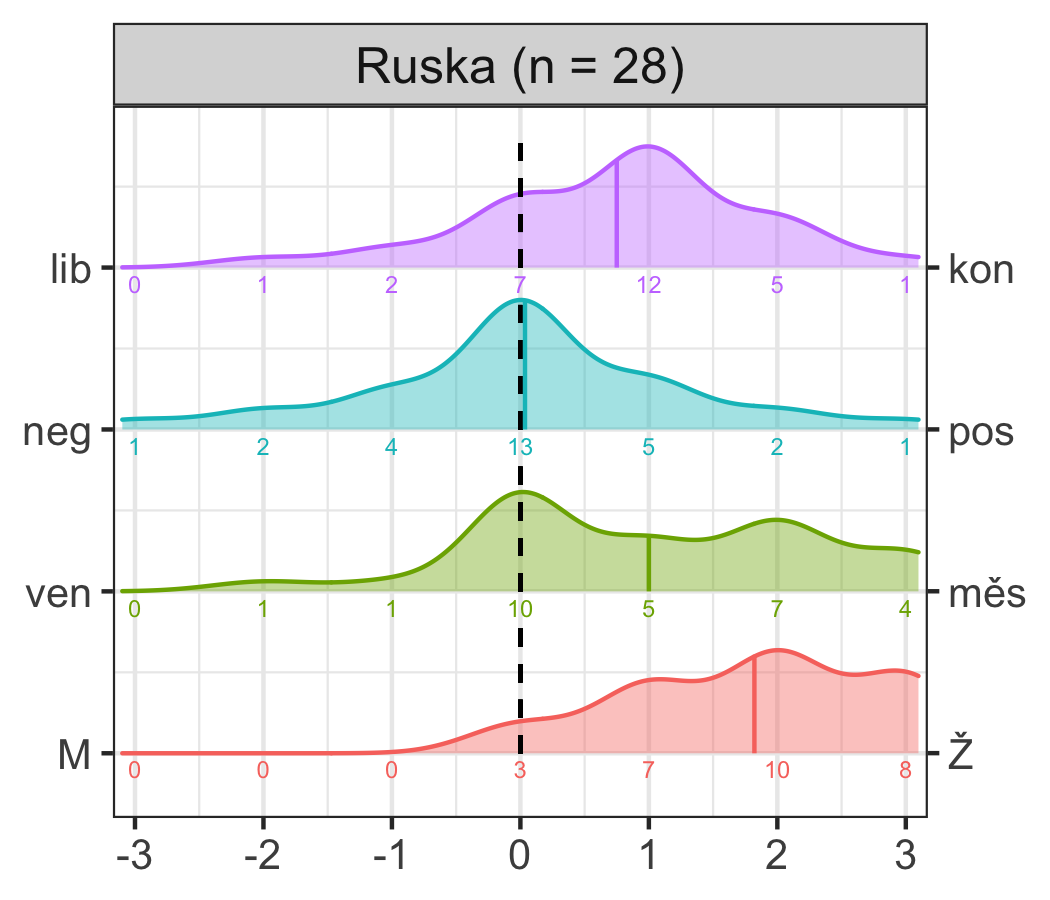 Ruska (n = 28)
lib kon
0 1 2 7 12 5 1
neg pos
1 2 4 13 5 2 1
ven měs
0 1 1 10 5 7 4
M Ž
0 0 0 3 7 10 8
-3 -2 -1 0 1 2 3